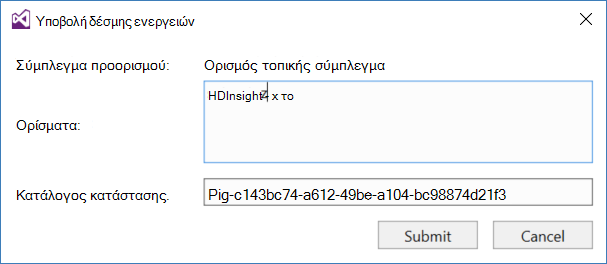 Υποβολή δέσμης ενεργειών
Σύμπλεγμα προορισμού: Ορισμός τοπικής σύμπλεγμα
Ορίσματα: HDInsight x το
Κατάλογος κατάστασης. Pig-c143bc74-a612-49be-a104-bc98874d21f3
Submit Cancel